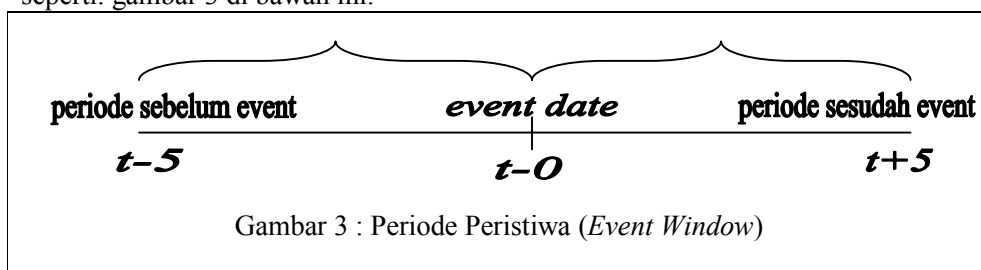 seperti: gambar 3 di bawah ini:
periode sebelum event event date periode sesudah event
t-5 t-0 t+5
Gambar 3 : Periode Peristiwa (Event Window)